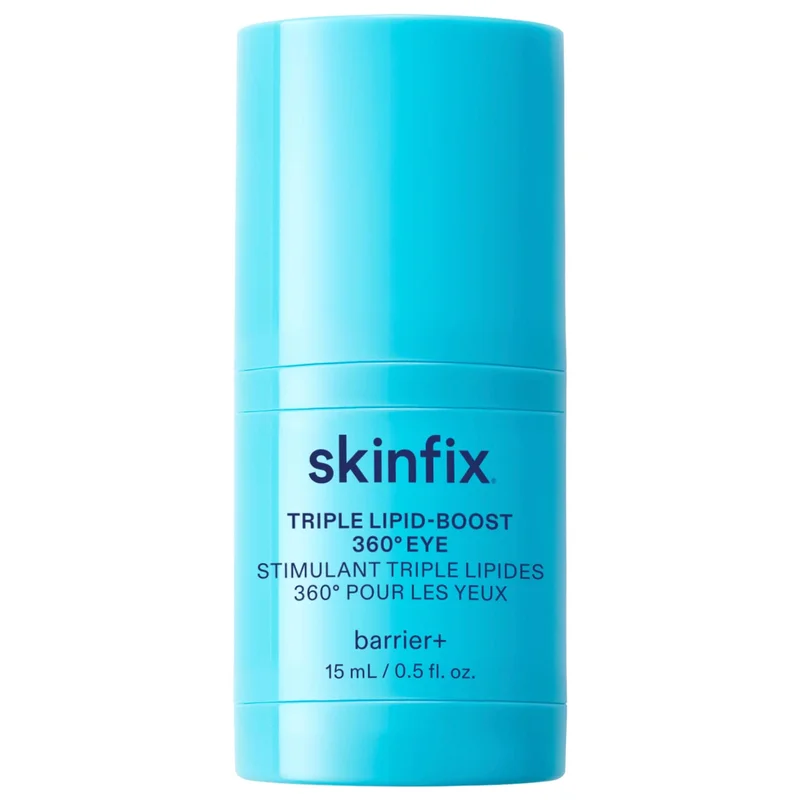 skinfix
TRIPLE LIPID-BOOST
360° EYE
STIMULANT TRIPLE LIPIDES
360° POUR LES YEUX
barrier+
15 mL / 0.5 fl. oz.